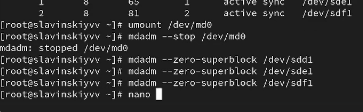 1 8 65 1 active sync /dev/sde1
2 8 81 2 active sync /dev/sdf1
[root@slavinskiyvv ~]# umount /dev/md0
[root@slavinskiyvv ~]# mdadm --stop /dev/md0
mdadm: stopped /dev/md0
[root@slavinskiyvv ~]# mdadm --zero-superblock /dev/sdd1
[root@slavinskiyvv ~]# mdadm --zero-superblock /dev/sde1
[root@slavinskiyvv ~]# mdadm --zero-superblock /dev/sdf1
[root@slavinskiyvv ~]# nano